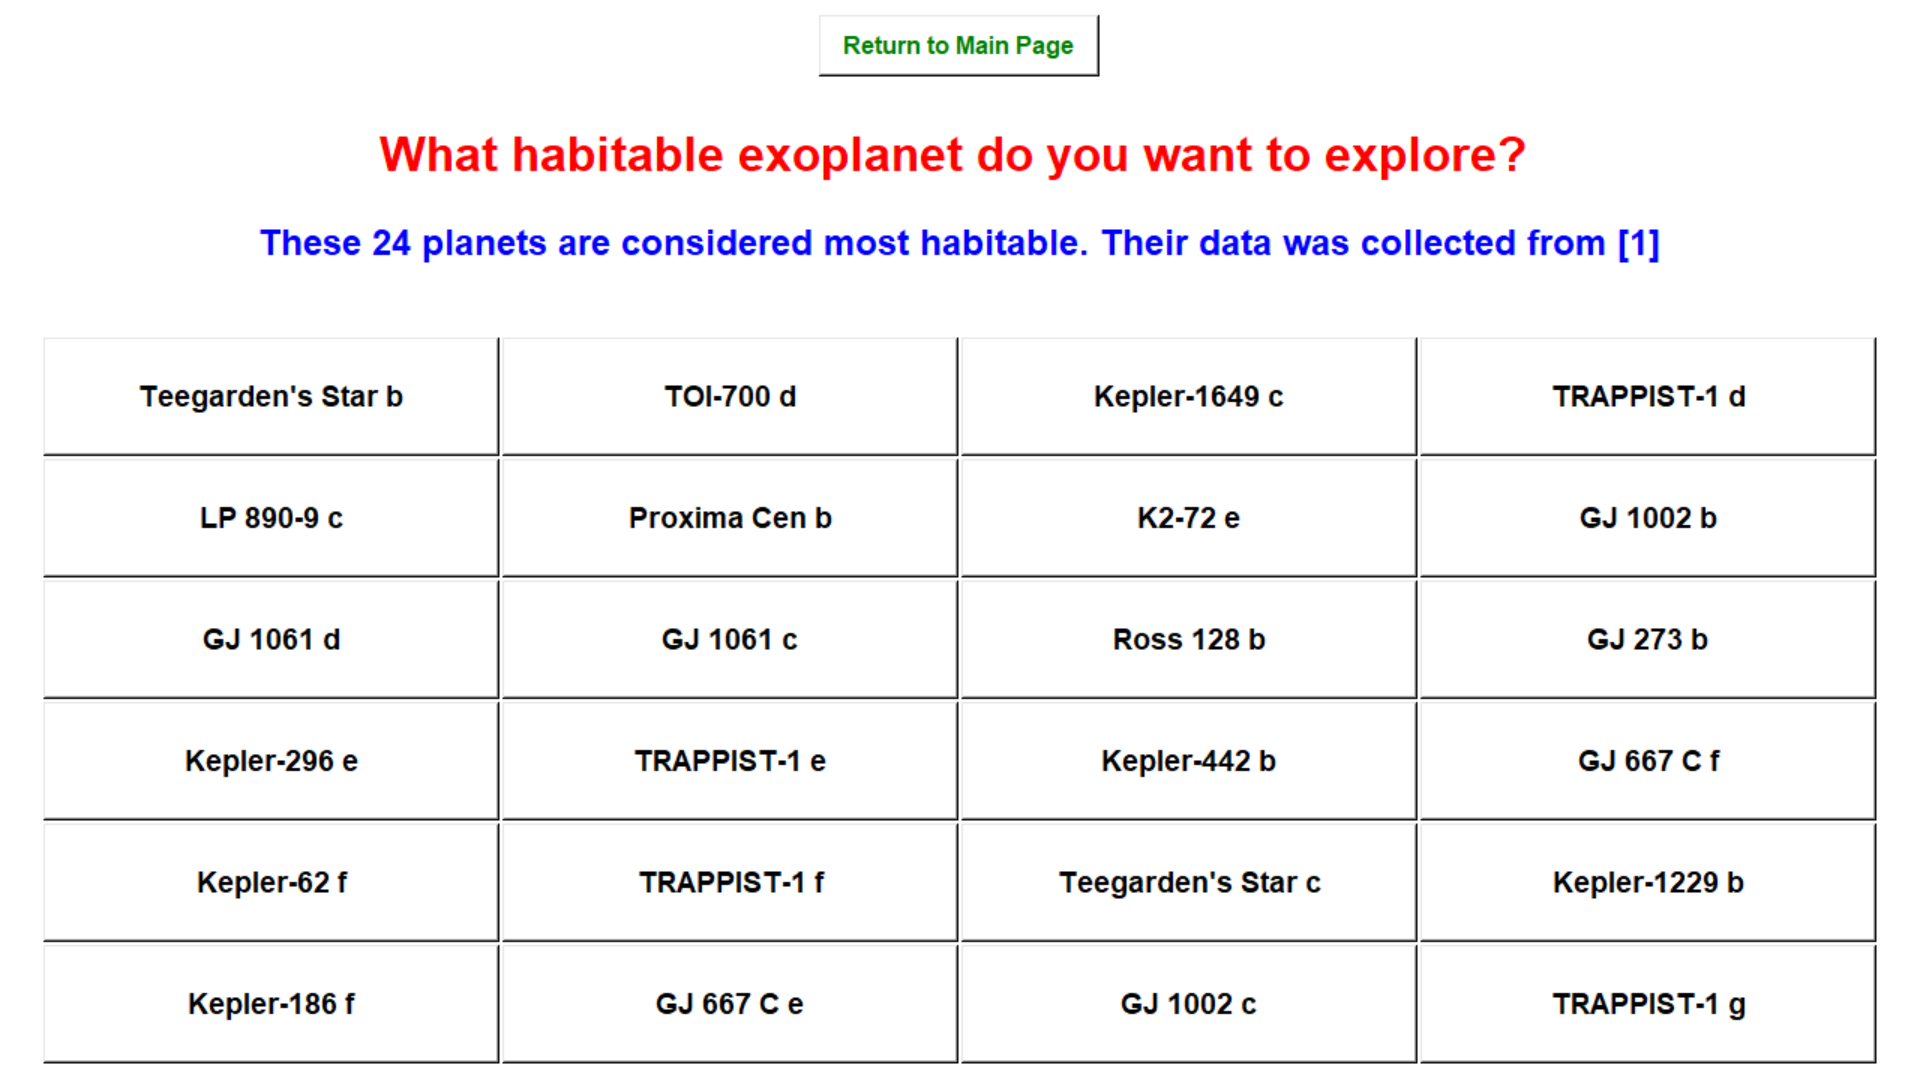 Return to Main Page
What habitable exoplanet do you want to explore?
These 24 planets are considered most habitable. Their data was collected from [1]
Teegarden's Star b
TOI-700 d
Kepler-1649 c
TRAPPIST-1 d
LP 890-9 c
Proxima Cen b
K2-72 e
GJ 1002 b
GJ 1061 d
GJ 1061 c
Ross 128 b
GJ 273 b
Kepler-296 e
TRAPPIST-1 e
Kepler-442 b
GJ 667 C f
Kepler-62 f
TRAPPIST-1 f
Teegarden's Star c
Kepler-1229 b
Kepler-186 f
GJ 667 C e
GJ 1002 c
TRAPPIST-1 g